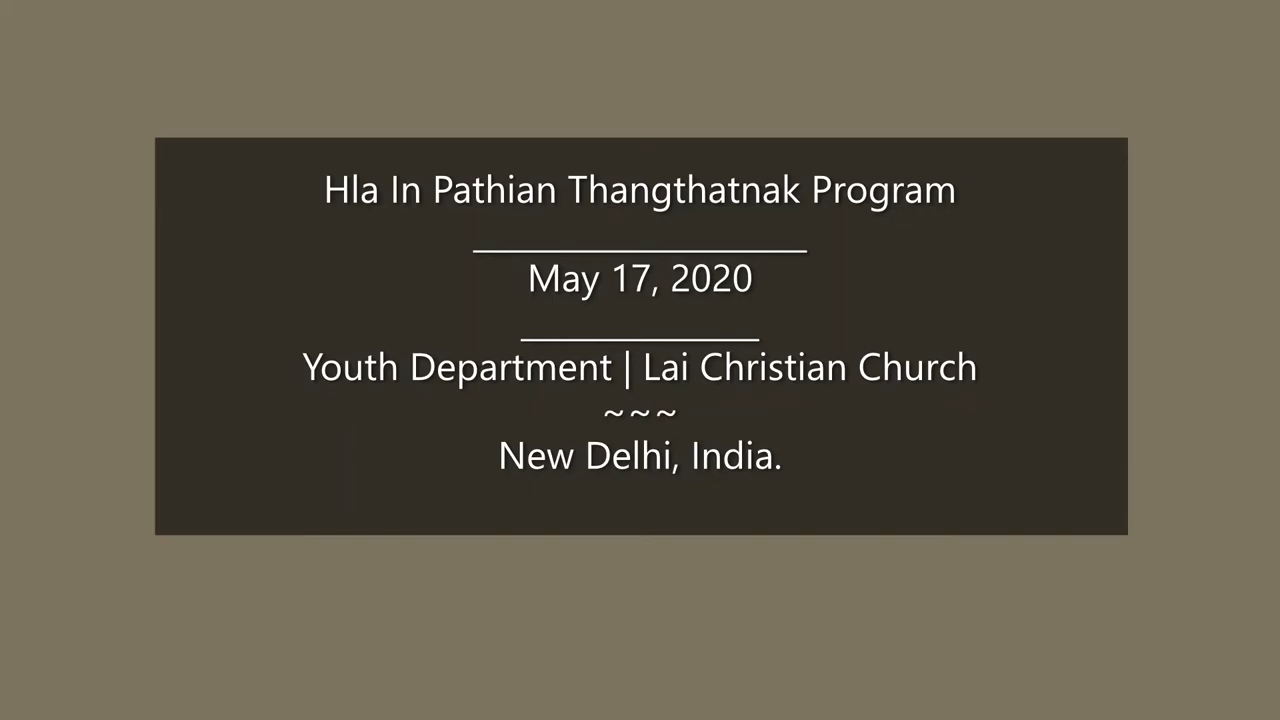 Hla In Pathian Thangthatnak Program
May 17, 2020
Youth Department | Lai Christian Church
~~~
New Delhi, India.